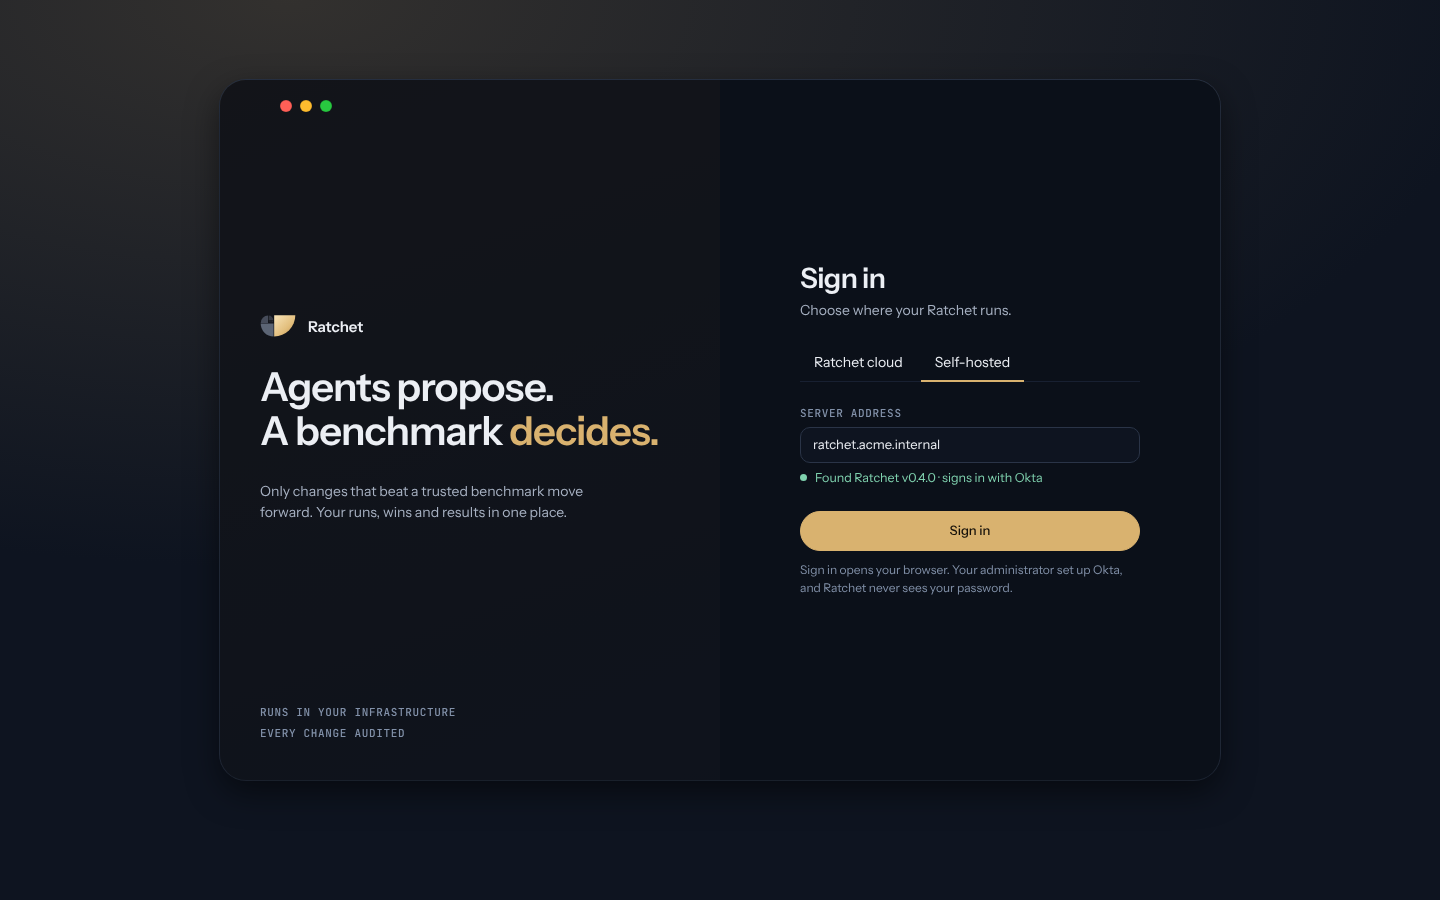 Ratchet
Agents propose.
A benchmark decides.
Only changes that beat a trusted benchmark move
forward. Your runs, wins and results in one place.
RUNS IN YOUR INFRASTRUCTURE
EVERY CHANGE AUDITED
Sign in
Choose where your Ratchet runs.
Ratchet cloud
Self-hosted
SERVER ADDRESS
ratchet.acme.internal
Found Ratchet v0.4.0 · signs in with Okta
Sign in
Sign in opens your browser. Your administrator set up Okta,
and Ratchet never sees your password.